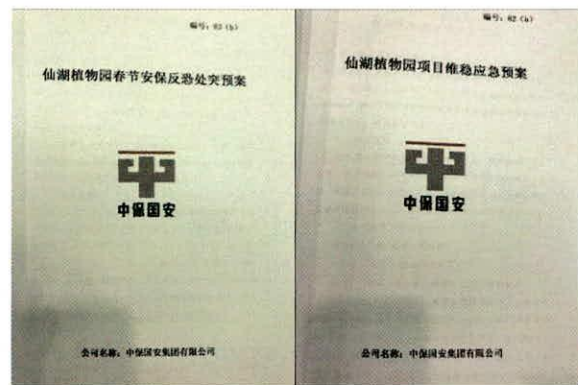 编号：02（b）
仙湖植物园春节安保反恐处突预案
中保国安
公司名称：中保国安集团有限公司
编号：02（b）
仙湖植物园项目维稳应急预案
中保国安
公司名称：中保国安集团有限公司